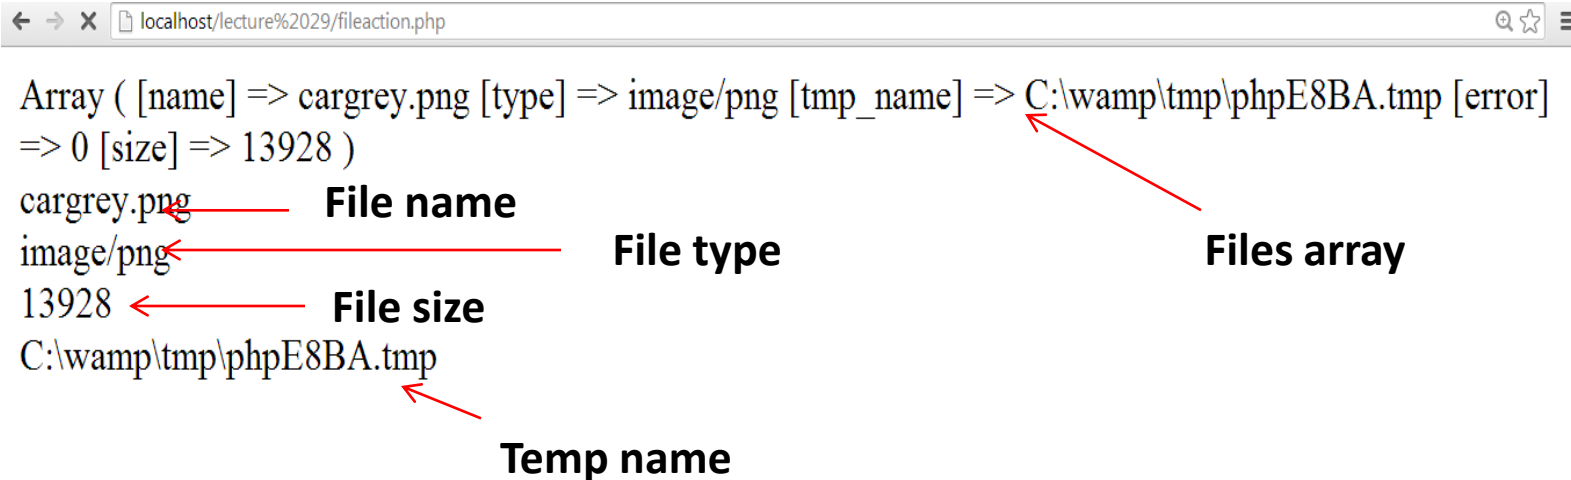 localhost/lecture%2029/fileaction.php
Array ( [name] => cargrey.png [type] => image/png [tmp_name] => C:\wamp\tmp\phpE8BA.tmp [error]
=> 0 [size] => 13928 )
cargrey.png File name
image/png File type Files array
13928 File size
C:\wamp\tmp\phpE8BA.tmp
Temp name